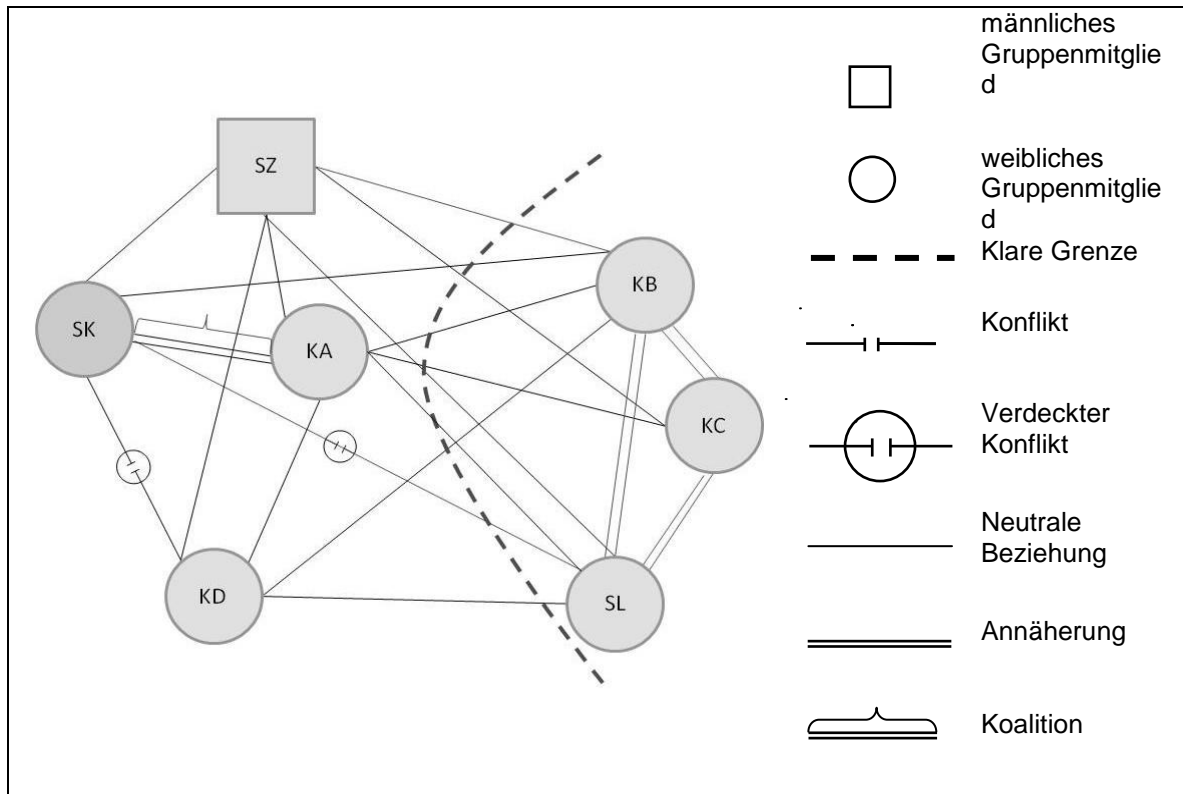 SZ
SK
KA
KB
KC
KD
SL
männliches
Gruppenmitglie
d
weibliches
Gruppenmitglie
d
Klare Grenze
Konflikt
Verdeckter
Konflikt
Neutrale
Beziehung
Annäherung
Koalition